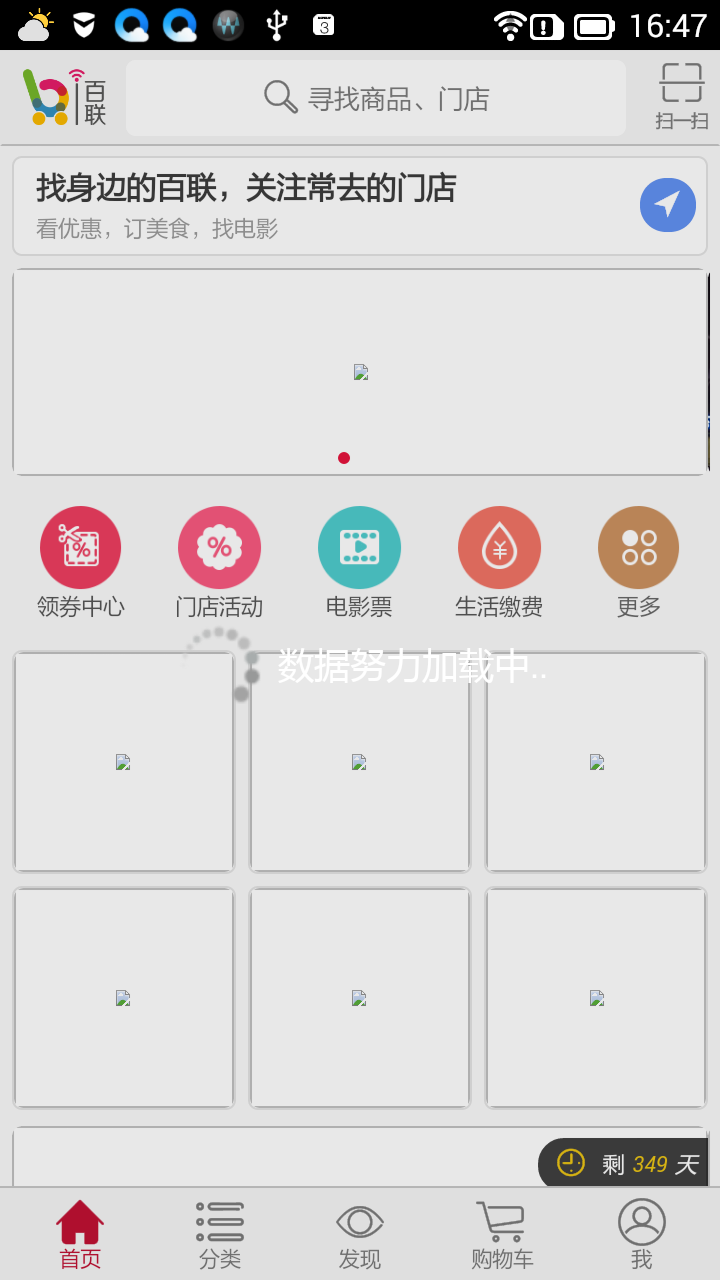 16:47
3
百联
寻找商品、门店
扫一扫
找身边的百联，关注常去的门店
看优惠，订美食，找电影
领券中心
门店活动
电影票
生活缴费
更多
数据努力加载中..
剩 349 天
首页
分类
发现
购物车
我